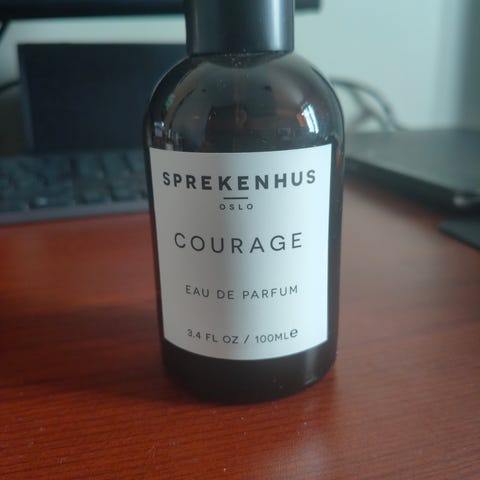 SPREKENHUS
OSLO
COURAGE
EAU DE PARFUM
3.4 FL OZ / 100ML℮